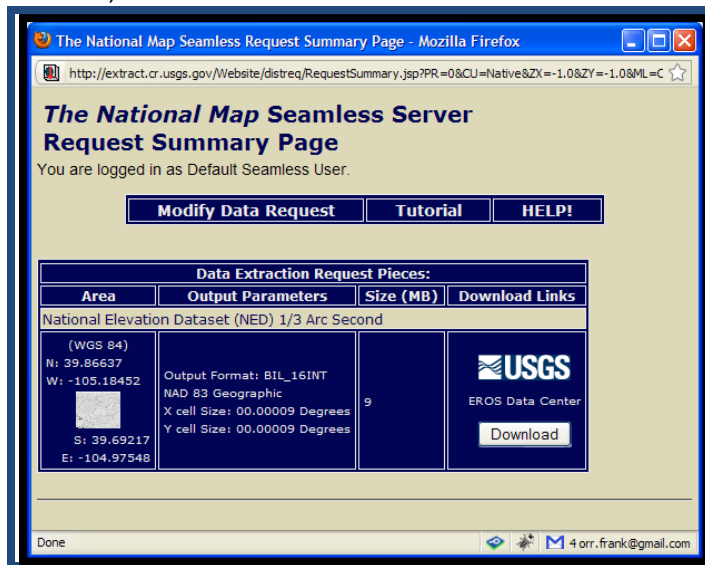 The National Map Seamless Request Summary Page - Mozilla Firefox
http://extract.cr.usgs.gov/Website/distreq/RequestSummary.jsp?PR=0&CU=Native&ZX=-1.0&ZY=-1.0&ML=C
The National Map Seamless Server
Request Summary Page
You are logged in as Default Seamless User.
Modify Data Request Tutorial HELP!
Data Extraction Request Pieces:
Area Output Parameters Size (MB) Download Links
National Elevation Dataset (NED) 1/3 Arc Second
(WGS 84)
N: 39.86637
W: -105.18452
S: 39.69217
E: -104.97548
Output Format: BIL_16INT
NAD 83 Geographic
X cell Size: 00.00009 Degrees
Y cell Size: 00.00009 Degrees
9
USGS
EROS Data Center
Download
Done
4 orr.frank@gmail.com